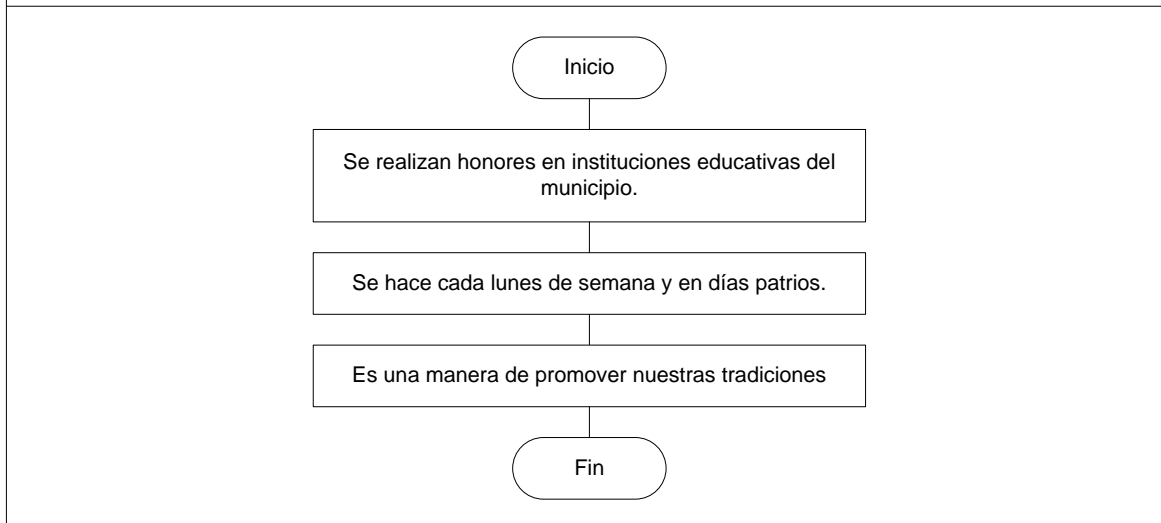 Inicio
Se realizan honores en instituciones educativas del
municipio.
Se hace cada lunes de semana y en días patrios.
Es una manera de promover nuestras tradiciones
Fin